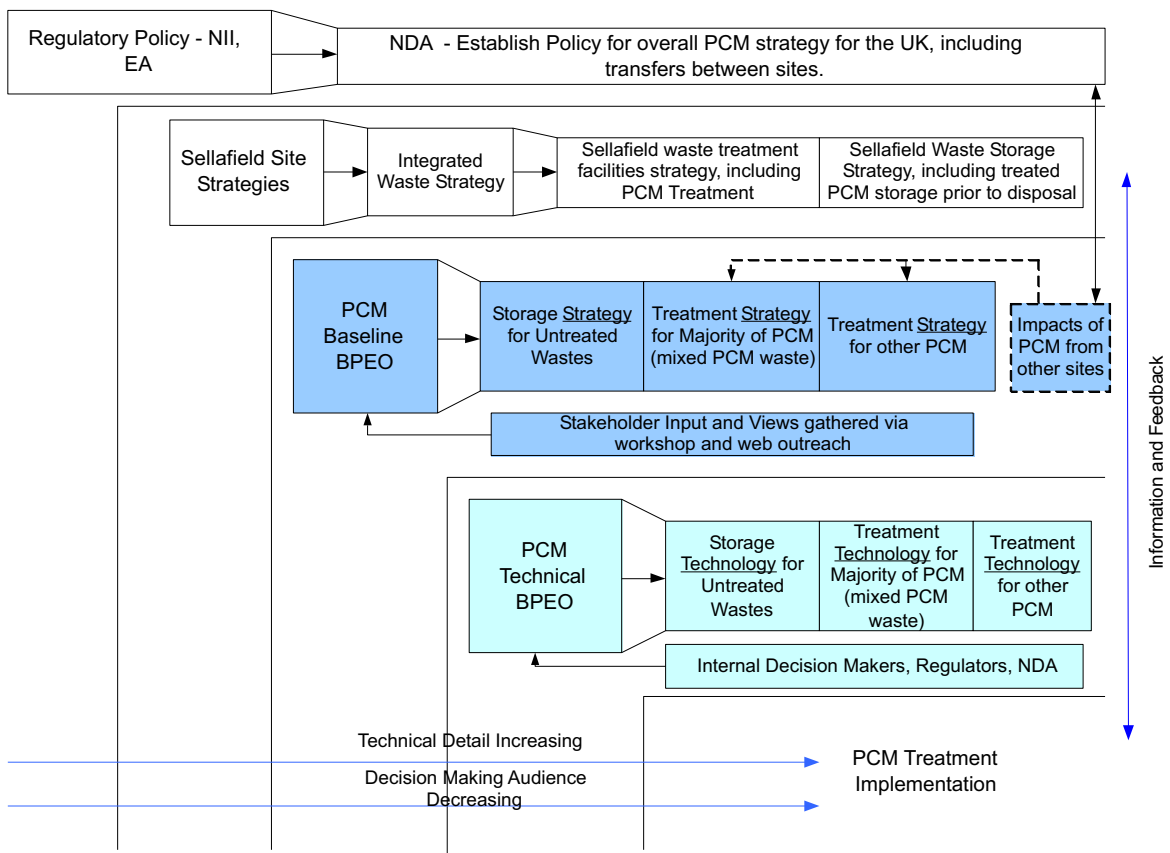 Regulatory Policy - NII,
EA
NDA - Establish Policy for overall PCM strategy for the UK, including
transfers between sites.
Sellafield Site
Strategies
Integrated
Waste Strategy
Sellafield waste treatment
facilities strategy, including
PCM Treatment
Sellafield Waste Storage
Strategy, including treated
PCM storage prior to disposal
PCM
Baseline
BPEO
Storage Strategy
for Untreated
Wastes
Treatment Strategy
for Majority of PCM
(mixed PCM waste)
Treatment Strategy
for other PCM
Impacts of
PCM from
other sites
Stakeholder Input and Views gathered via
workshop and web outreach
PCM
Technical
BPEO
Storage
Technology for
Untreated
Wastes
Treatment
Technology for
Majority of PCM
(mixed PCM
waste)
Treatment
Technology
for other
PCM
Internal Decision Makers, Regulators, NDA
Information and Feedback
Technical Detail Increasing
Decision Making Audience
Decreasing
PCM Treatment
Implementation